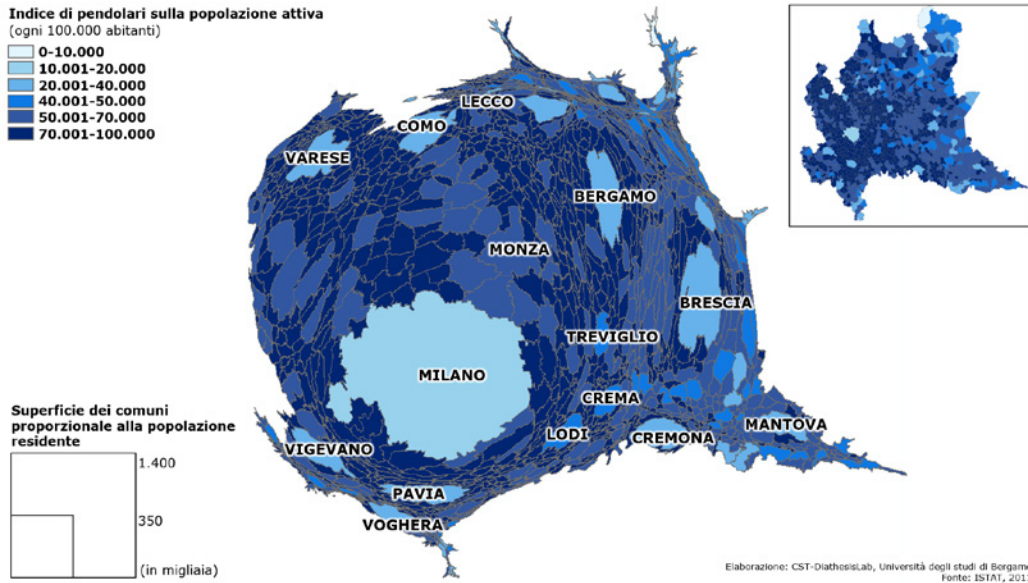 Indice di pendolari sulla popolazione attiva
(ogni 100.000 abitanti)
0-10.000
10.001-20.000
20.001-40.000
40.001-50.000
50.001-70.000
70.001-100.000
LECCO
COMO
VARESE
BERGAMO
MONZA
BRESCIA
TREVIGLIO
MILANO
CREMA
MANTOVA
LODI
CREMONA
VIGEVANO
PAVIA
VOGHERA
Superficie dei comuni
proporzionale alla popolazione
residente
1.400
350
(in migliaia)
Elaborazione: CST-DiathesisLab, Università degli studi di Bergam
Fonte: ISTAT, 201